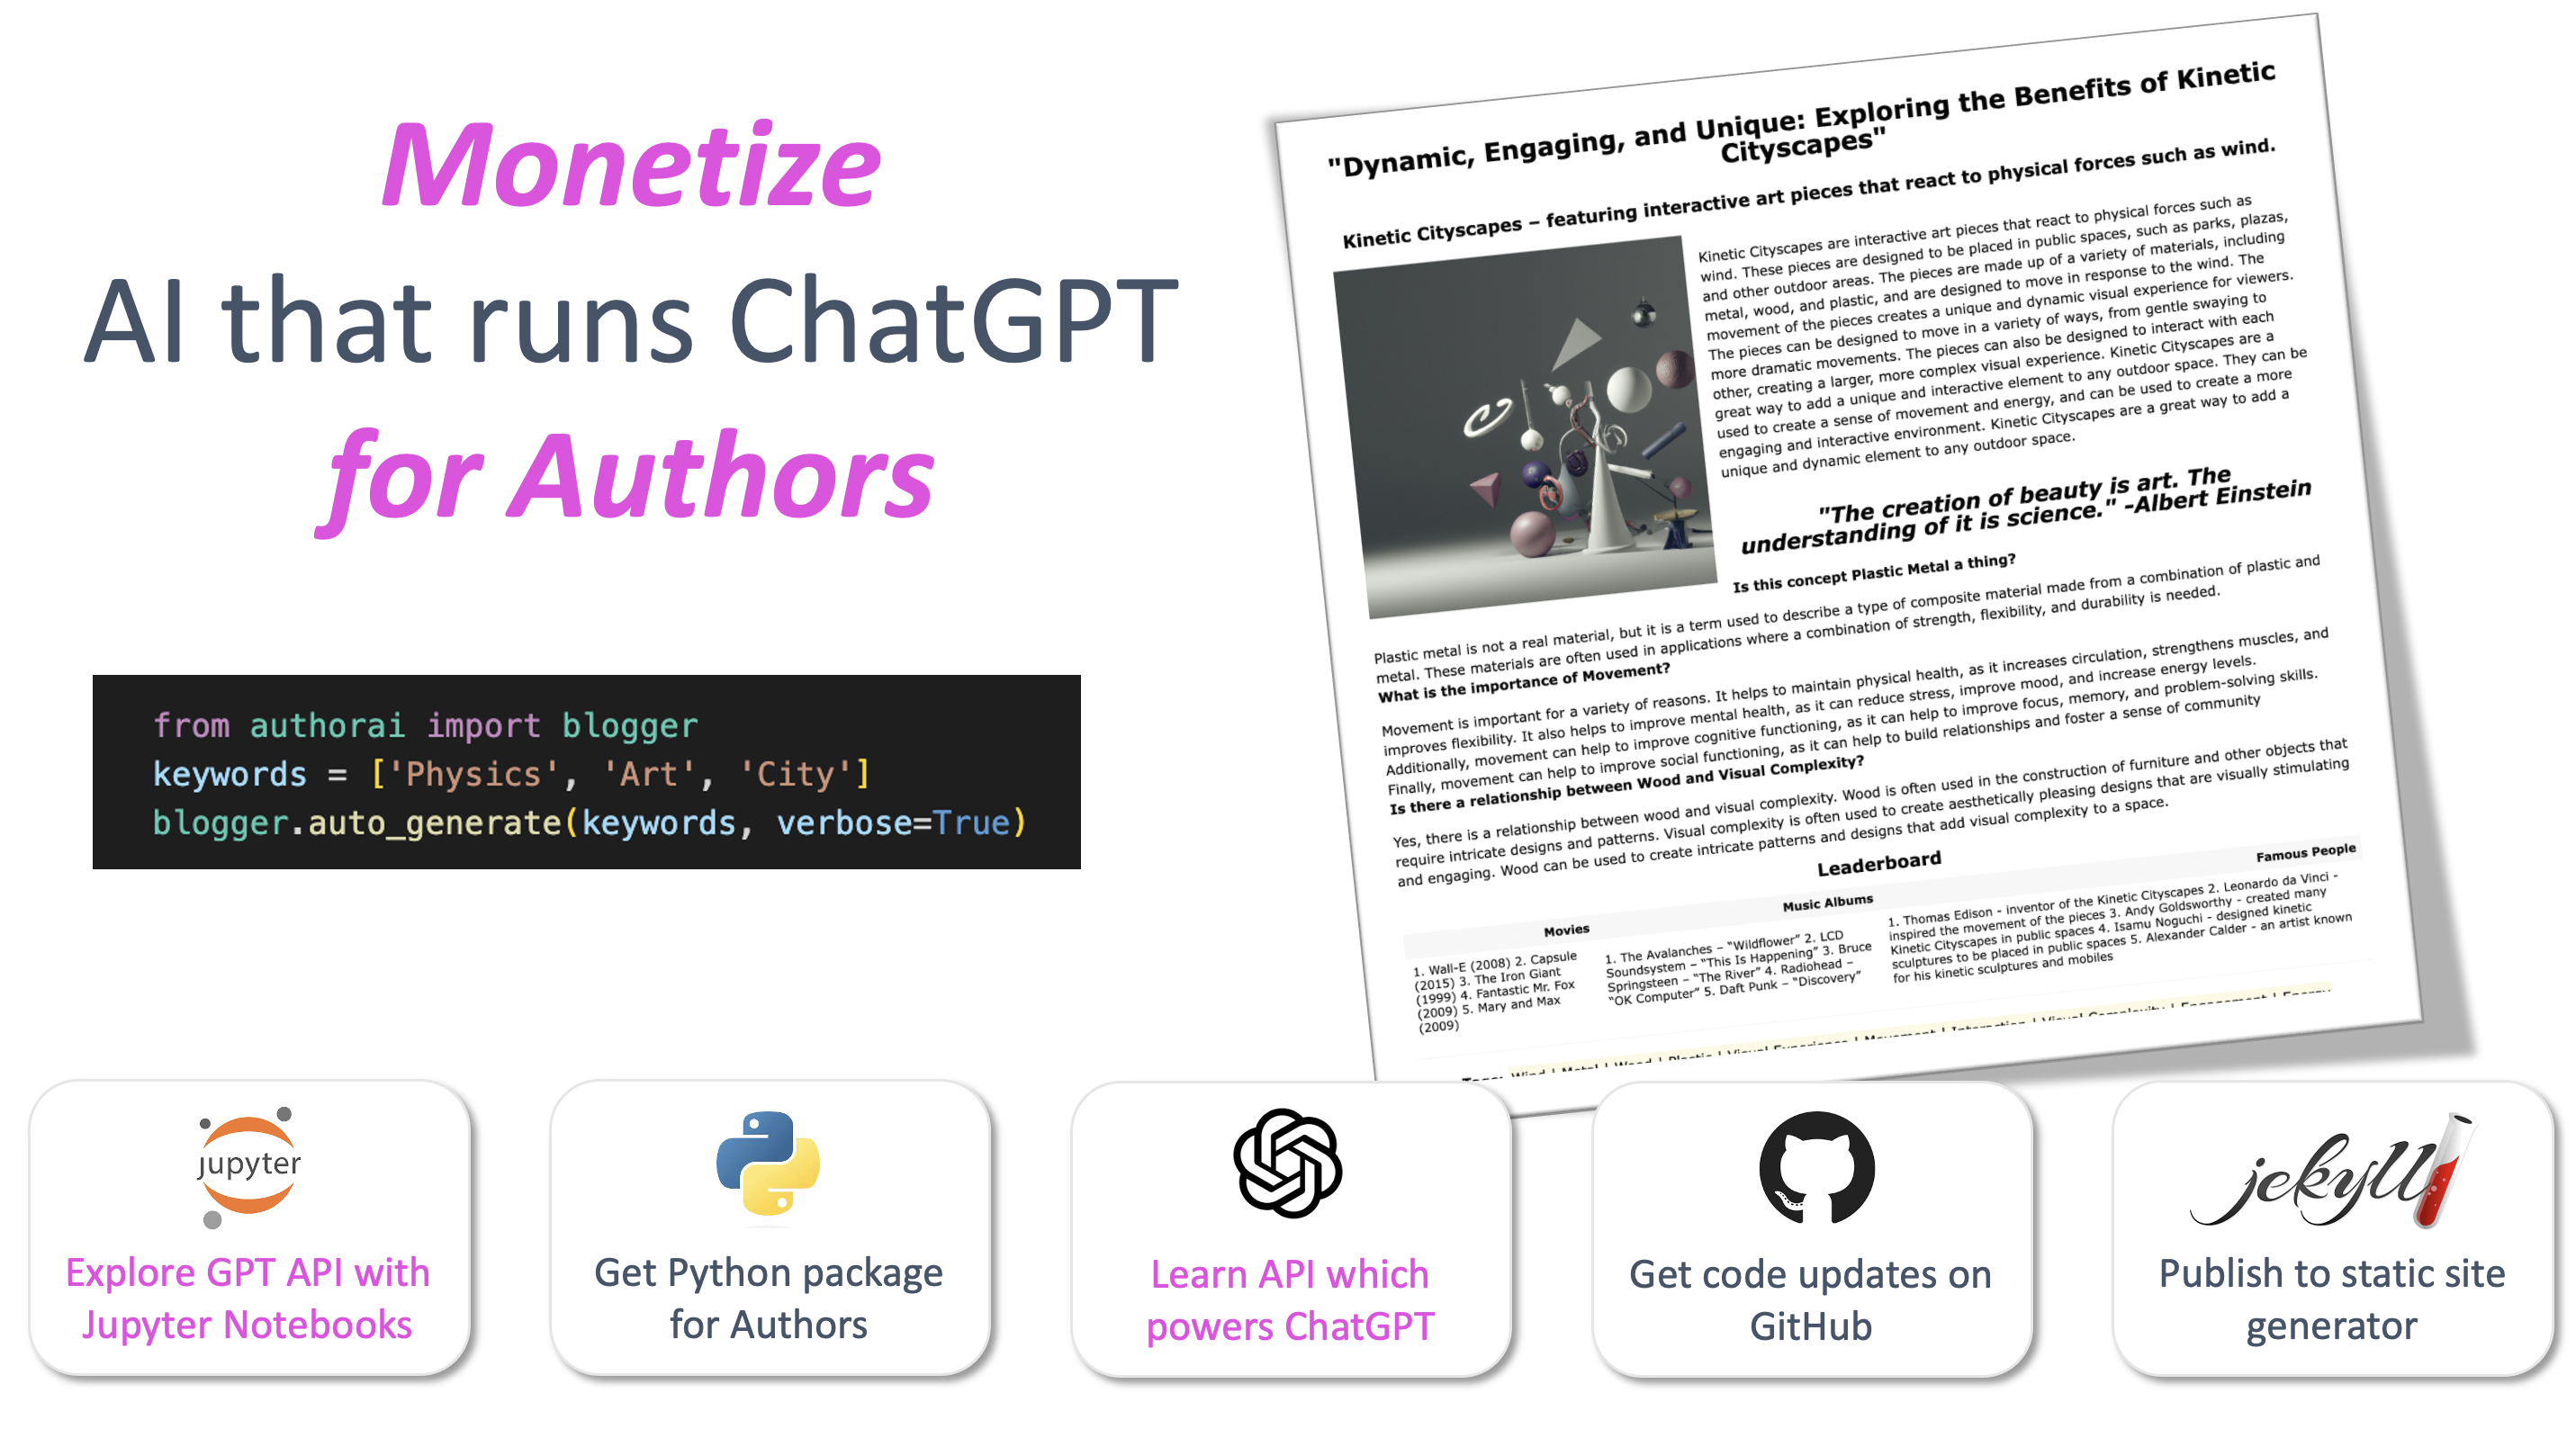 Monetize
AI that runs ChatGPT
for Authors
from authorai import blogger
keywords = ['Physics', 'Art', 'City']
blogger.auto_generate(keywords, verbose=True)
"Dynamic, Engaging, and Unique: Exploring the Benefits of Kinetic
Cityscapes"
Kinetic Cityscapes – featuring interactive art pieces that react to physical forces such as wind.
Kinetic Cityscapes are interactive art pieces that react to physical forces such as
wind. These pieces are designed to be placed in public spaces, such as parks, plazas,
and other outdoor areas. The pieces are made up of a variety of materials, including
metal, wood, and plastic, and are designed to move in response to the wind. The
movement of the pieces creates a unique and dynamic visual experience for viewers.
The pieces can be designed to move in a variety of ways, from gentle swaying to
more dramatic movements. The pieces can also be designed to interact with each
other, creating a larger, more complex visual experience. Kinetic Cityscapes are a
great way to add a unique and interactive element to any outdoor space. They can be
used to create a sense of movement and energy, and can be used to create a more
engaging and interactive environment. Kinetic Cityscapes are a great way to add a
unique and dynamic element to any outdoor space.
"The creation of beauty is art. The
understanding of it is science." -Albert Einstein
Is this concept Plastic Metal a thing?
Plastic metal is not a real material, but it is a term used to describe a type of composite material made from a combination of plastic and
metal. These materials are often used in applications where a combination of strength, flexibility, and durability is needed.
What is the importance of Movement?
Movement is important for a variety of reasons. It helps to maintain physical health, as it increases circulation, strengthens muscles, and
improves flexibility. It also helps to improve mental health, as it can reduce stress, improve mood, and increase energy levels.
Additionally, movement can help to improve cognitive functioning, as it can help to improve focus, memory, and problem-solving skills.
Finally, movement can help to improve social functioning, as it can help to build relationships and foster a sense of community
Is there a relationship between Wood and Visual Complexity?
Yes, there is a relationship between wood and visual complexity. Wood is often used in the construction of furniture and other objects that
require intricate designs and patterns. Visual complexity is often used to create aesthetically pleasing designs that are visually stimulating
and engaging. Wood can be used to create intricate patterns and designs that add visual complexity to a space.
Leaderboard
Movies
Music Albums
Famous People
1. Wall-E (2008) 2. Capsule
(2015) 3. The Iron Giant
(1999) 4. Fantastic Mr. Fox
(2009) 5. Mary and Max
(2009)
1. The Avalanches – “Wildflower” 2. LCD
Soundsystem – “This Is Happening” 3. Bruce
Springsteen – “The River” 4. Radiohead –
“OK Computer” 5. Daft Punk – “Discovery”
1. Thomas Edison - inventor of the Kinetic Cityscapes 2. Leonardo da Vinci -
inspired the movement of the pieces 3. Andy Goldsworthy - created many
Kinetic Cityscapes in public spaces 4. Isamu Noguchi - designed kinetic
sculptures to be placed in public spaces 5. Alexander Calder - an artist known
for his kinetic sculptures and mobiles
Tags: Wind | Metal | Wood | Plastic | Visual Experience | Movement | Interaction | Visual Complexity | Engagement | Energy
jupyter
Explore GPT API with
Jupyter Notebooks
Get Python package
for Authors
Learn API which
powers ChatGPT
Get code updates on
GitHub
jekyll
Publish to static site
generator